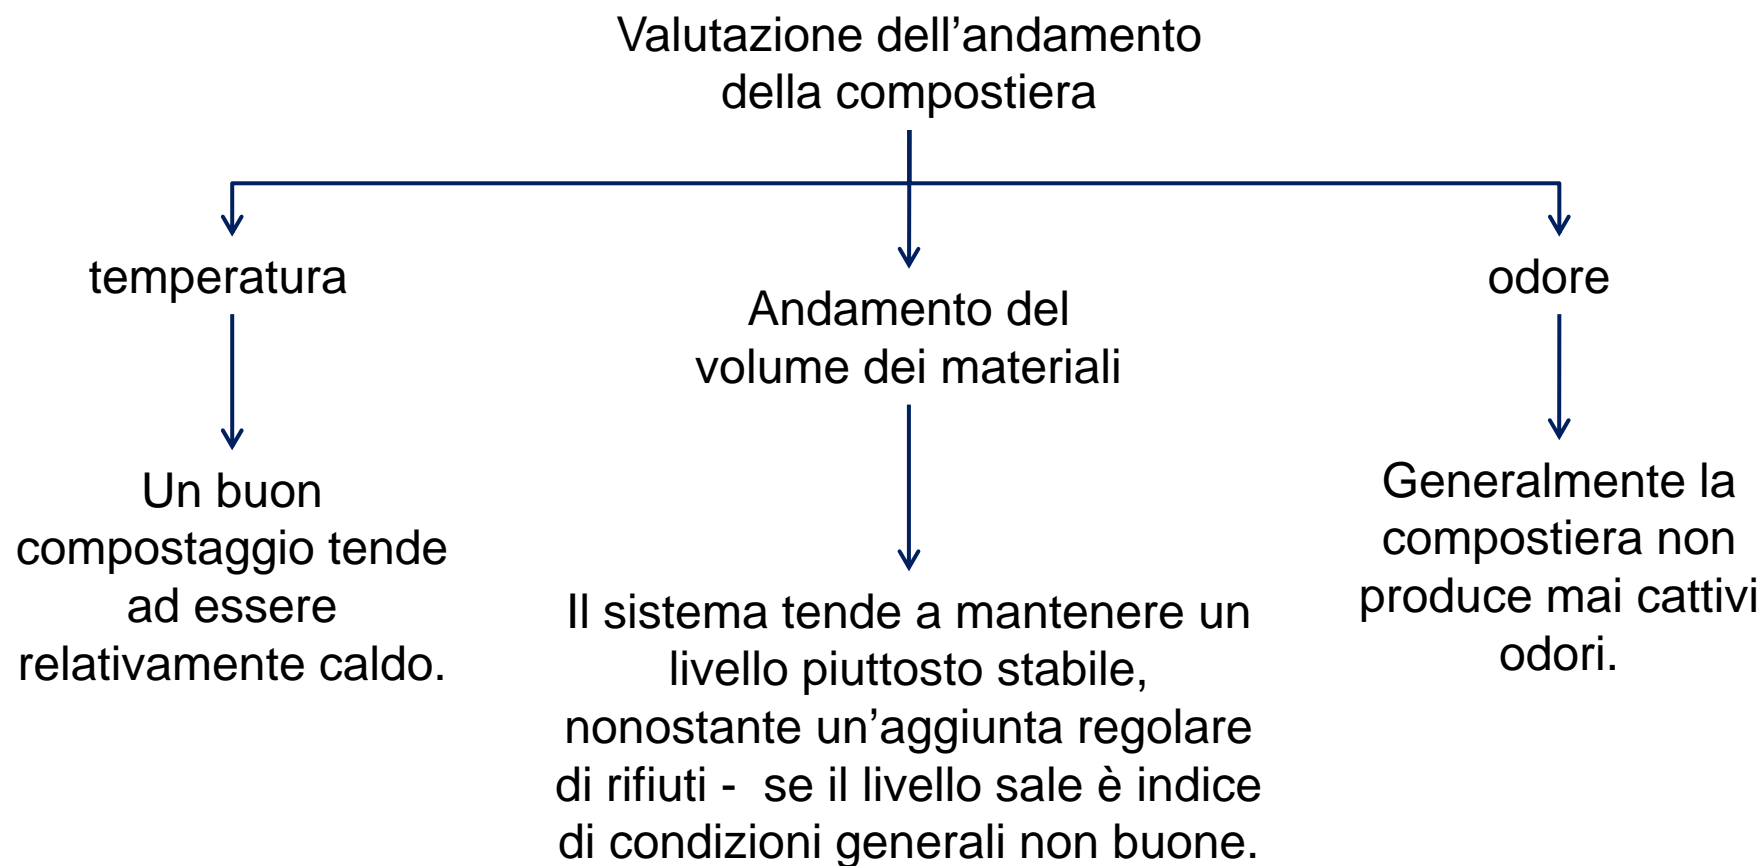 Valutazione dell’andamento
della compostiera
temperatura
Andamento del
volume dei materiali
odore
Un buon
compostaggio tende
ad essere
relativamente caldo.
Il sistema tende a mantenere un
livello piuttosto stabile,
nonostante un’aggiunta regolare
di rifiuti -  se il livello sale è indice
di condizioni generali non buone.
Generalmente la
compostiera non
produce mai cattivi
odori.